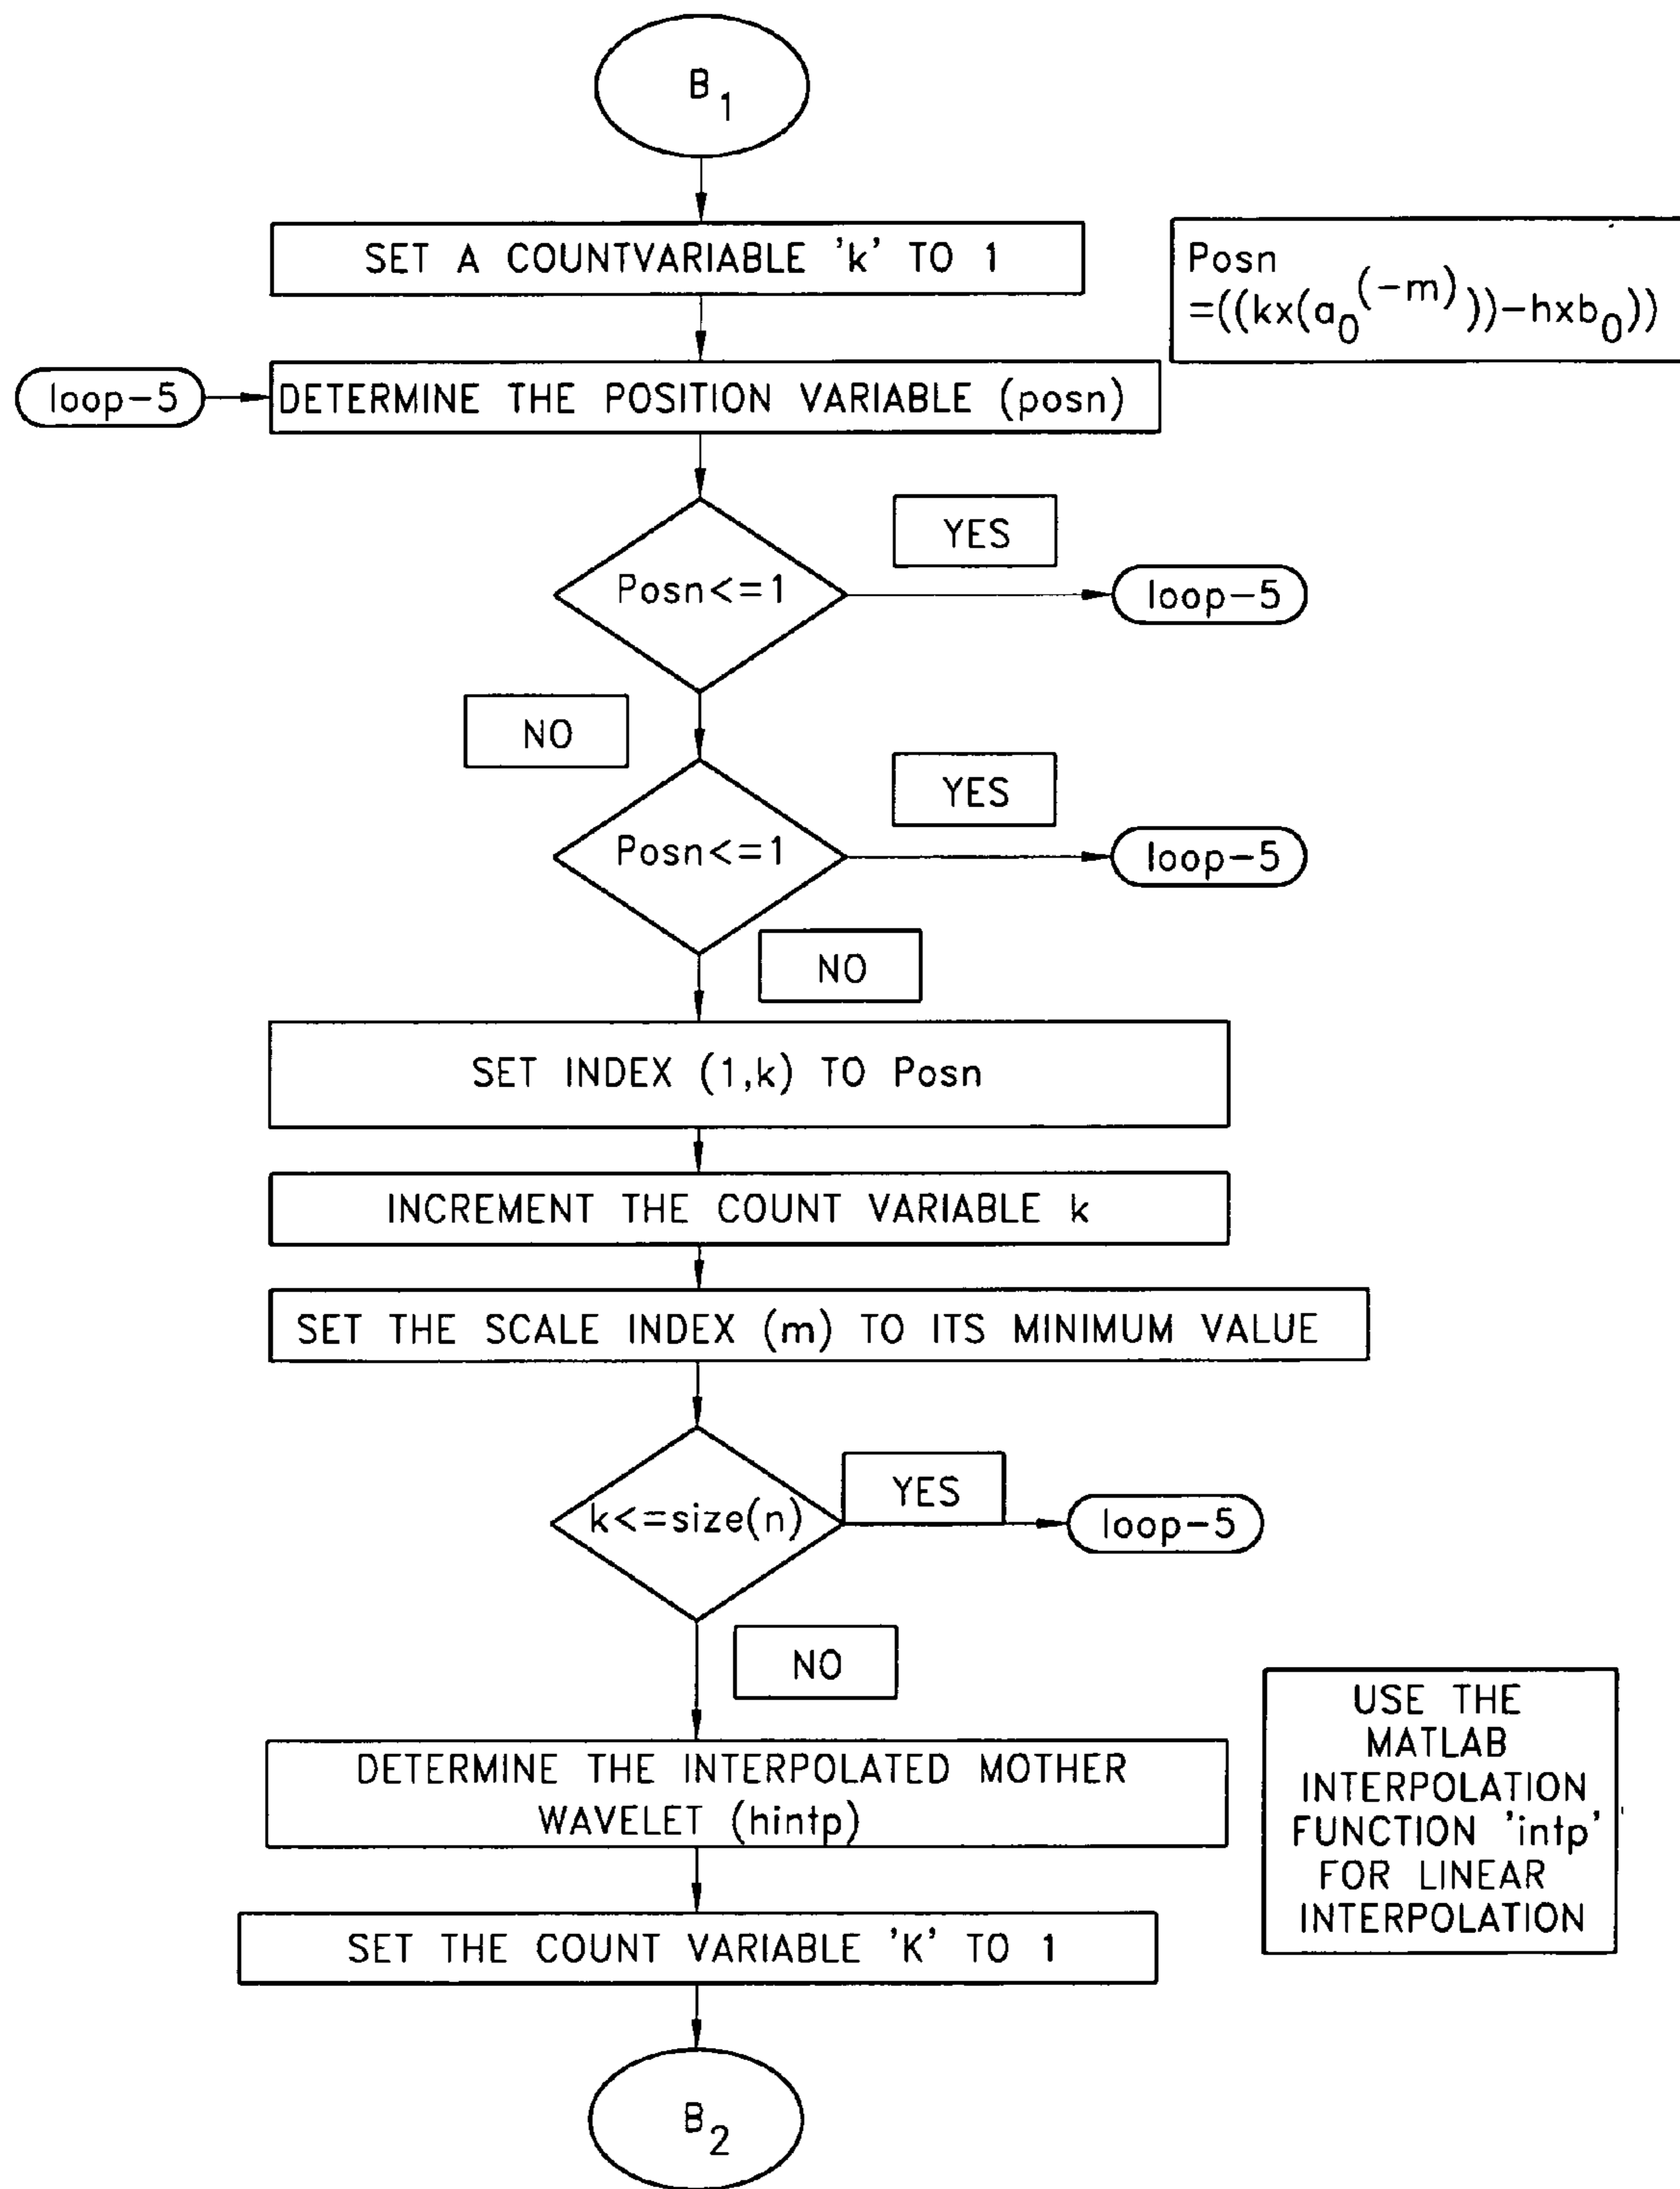 B1
SET A COUNTVARIABLE 'k' TO 1
Posn
=((kx(a0(-m)))-hxb0))
loop-5
DETERMINE THE POSITION VARIABLE (posn)
YES
Posn<=1
loop-5
NO
YES
Posn<=1
loop-5
NO
SET INDEX (1,k) TO Posn
INCREMENT THE COUNT VARIABLE k
SET THE SCALE INDEX (m) TO ITS MINIMUM VALUE
YES
k<=size(n)
loop-5
NO
DETERMINE THE INTERPOLATED MOTHER
WAVELET (hintp)
USE THE
MATLAB
INTERPOLATION
FUNCTION 'intp'
FOR LINEAR
INTERPOLATION
SET THE COUNT VARIABLE 'K' TO 1
B2